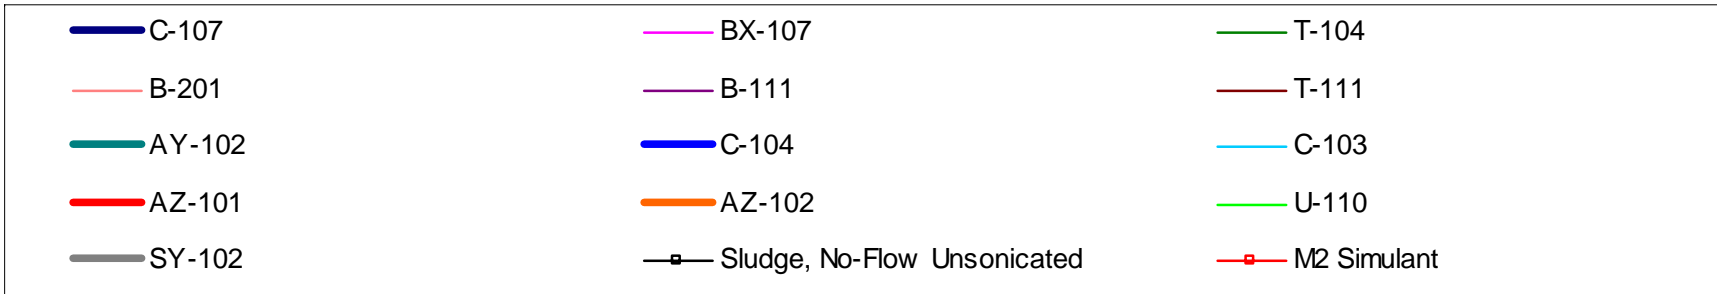 C-107 BX-107 T-104
B-201 B-111 T-111
AY-102 C-104 C-103
AZ-101 AZ-102 U-110
SY-102 Sludge, No-Flow Unsonicated M2 Simulant